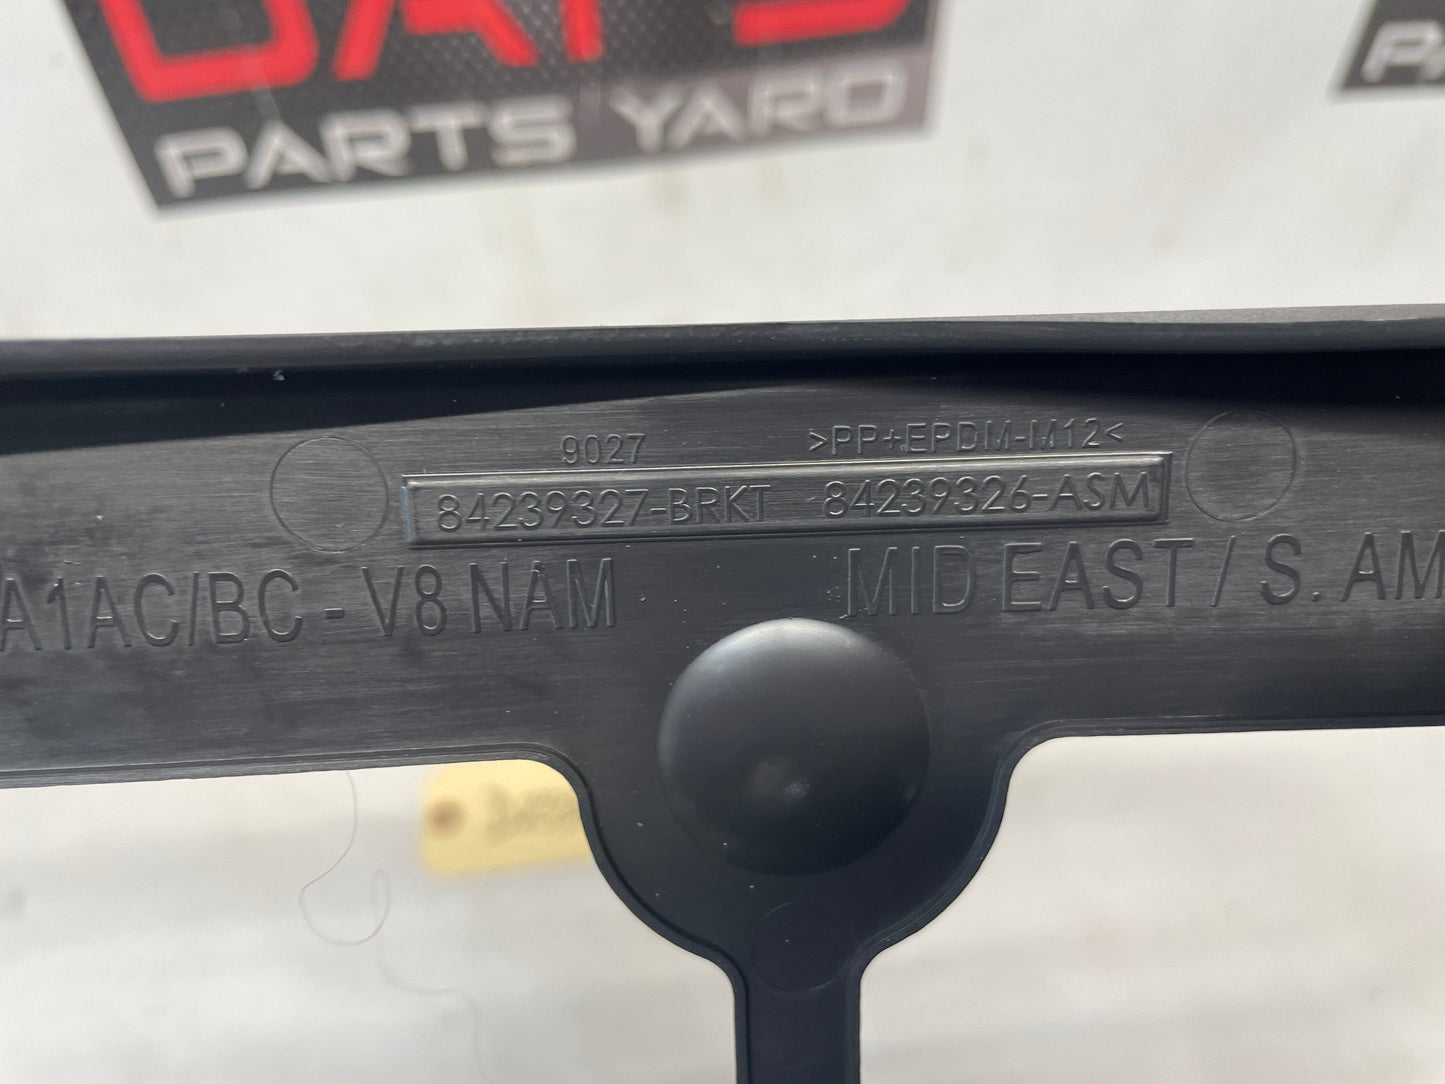 PARTS YARD
9027 >PP+EPDM-M12<
84239327-BRKT 84239326-ASM
A1AC/BC - V8 NAM MID EAST / S. AM